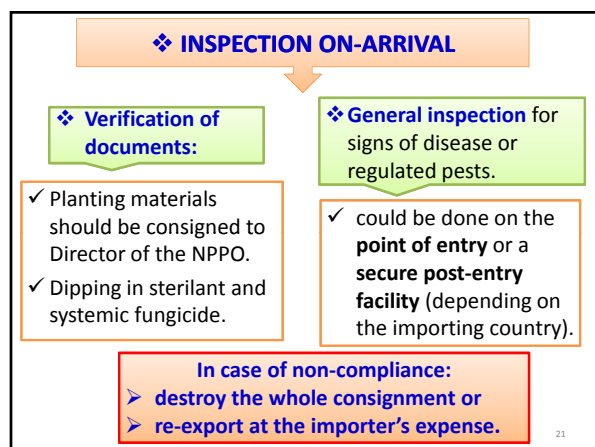 ❖ INSPECTION ON-ARRIVAL
❖ Verification of
documents:
✓ Planting materials
should be consigned to
Director of the NPPO.
✓ Dipping in sterilant and
systemic fungicide.
❖ General inspection for
signs of disease or
regulated pests.
✓ could be done on the
point of entry or a
secure post-entry
facility (depending on
the importing country).
In case of non-compliance:
➢ destroy the whole consignment or
➢ re-export at the importer's expense.
21